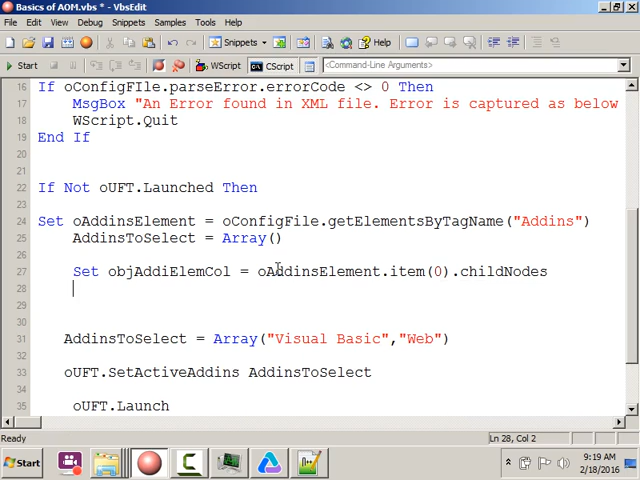 Basics of AOM.vbs * - VbsEdit
File Edit View Debug Snippets Samples Tools Help
Snippets
Start WScript CScript <Command-Line Arguments>
16 If oConfigFIle.parseError.errorCode <> 0 Then
17 MsgBox "An Error found in XML file. Error is captured as below
18 WScript.Quit
19 End If
20
21
22 If Not oUFT.Launched Then
23
24 Set oAddinsElement = oConfigFile.getElementsByTagName("Addins")
25 AddinsToSelect = Array()
26
27 Set objAddiElemCol = oAddinsElement.item(0).childNodes
28
29
30
31 AddinsToSelect = Array("Visual Basic","Web")
32
33 oUFT.SetActiveAddins AddinsToSelect
34
35 oUFT.Launch
Ready Ln 28, Col 2
Start 9:19 AM
2/18/2016